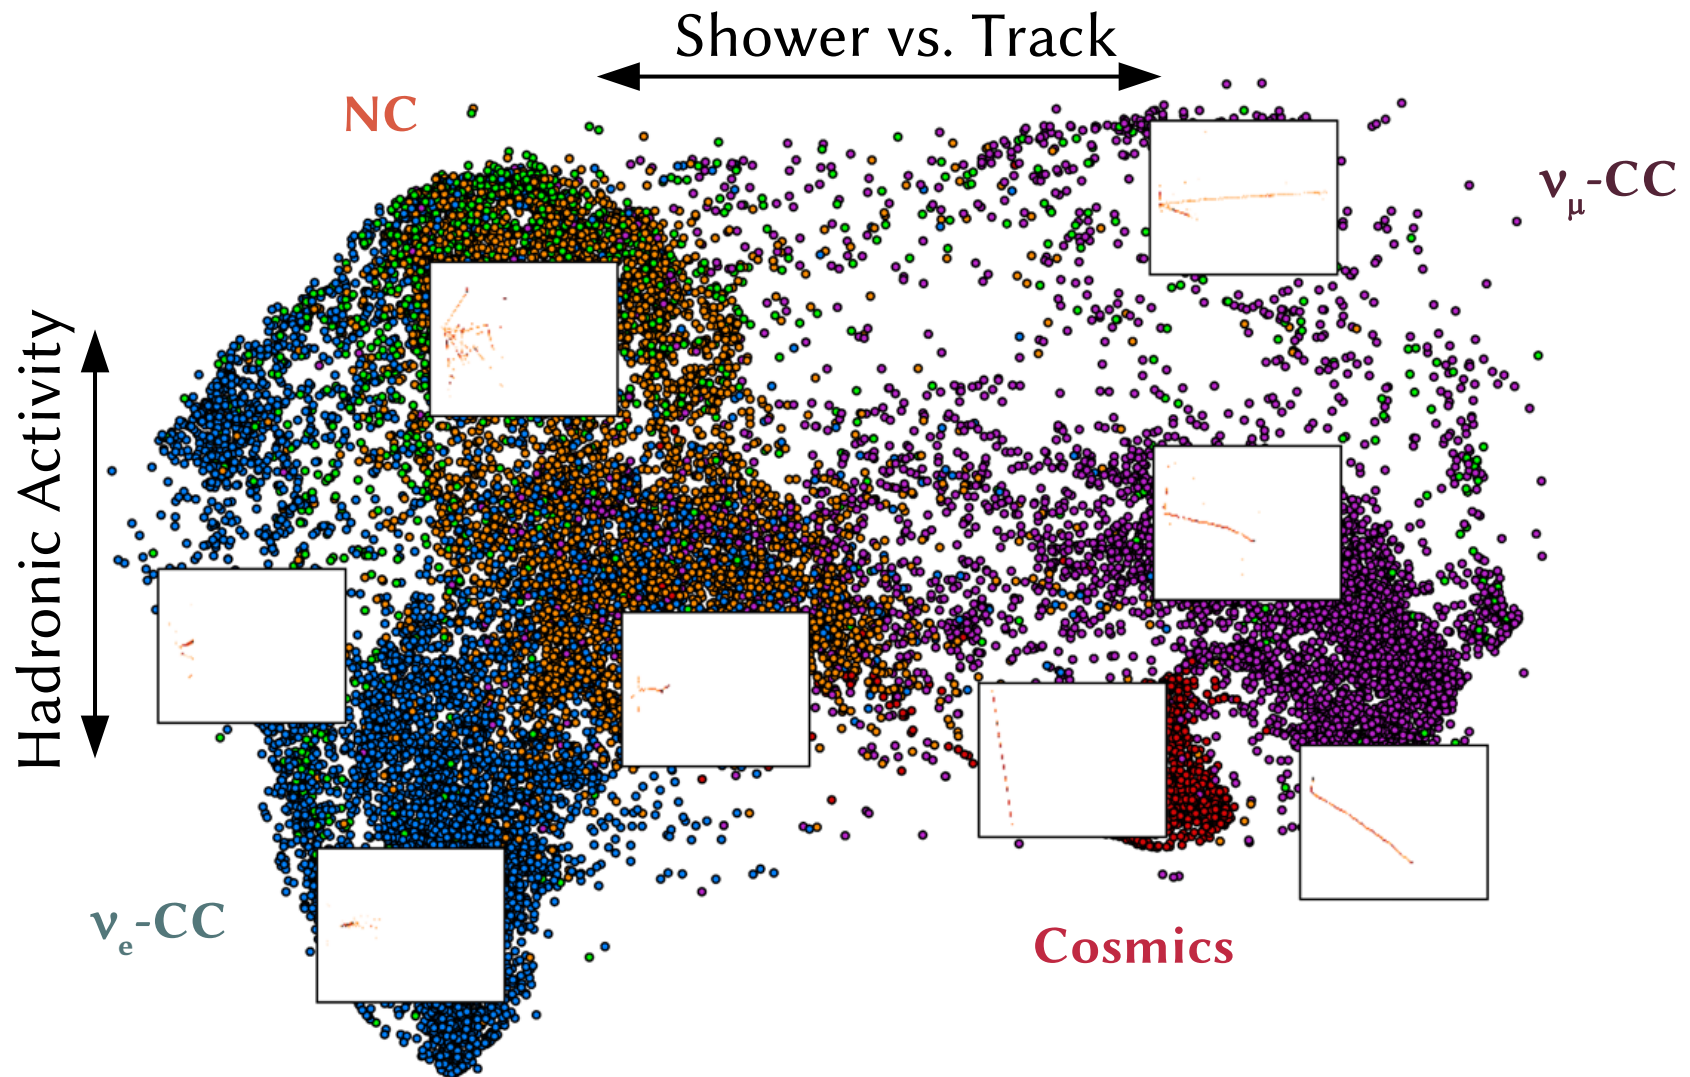 Shower vs. Track
NC
νμ-CC
Hadronic Activity
νe-CC
Cosmics